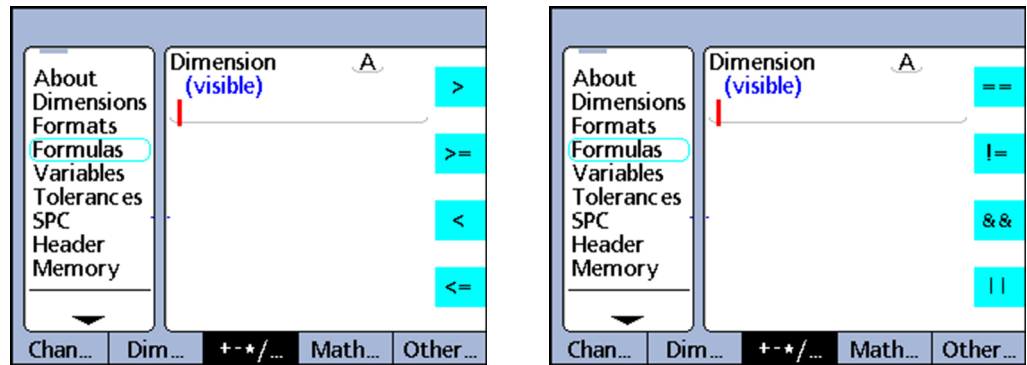 Dimension A
About (visible) >
Dimensions
Formats
Formulas >=
Variables
Tolerances
SPC <
Header
Memory <=
Chan... Dim... +-*/... Math... Other...
Dimension A
About (visible) ==
Dimensions
Formats
Formulas !=
Variables
Tolerances
SPC &&
Header
Memory ||
Chan... Dim... +-*/... Math... Other...